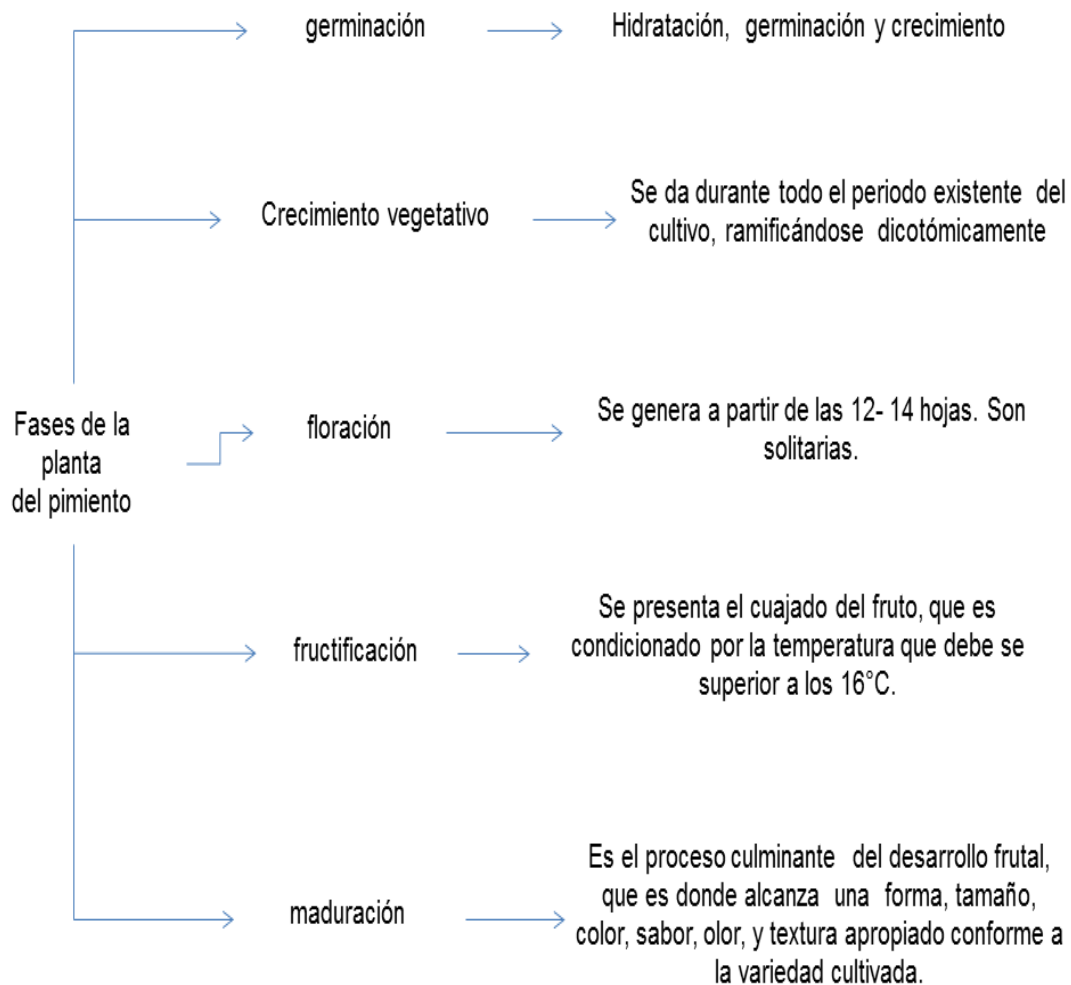 germinación
Hidratación, germinación y crecimiento
Crecimiento vegetativo
Se da durante todo el periodo existente del
cultivo, ramificándose dicotómicamente
Fases de la
planta
del pimiento
floración
Se genera a partir de las 12- 14 hojas. Son
solitarias.
fructificación
Se presenta el cuajado del fruto, que es
condicionado por la temperatura que debe se
superior a los 16°C.
maduración
Es el proceso culminante del desarrollo frutal,
que es donde alcanza una forma, tamaño,
color, sabor, olor, y textura apropiado conforme a
la variedad cultivada.